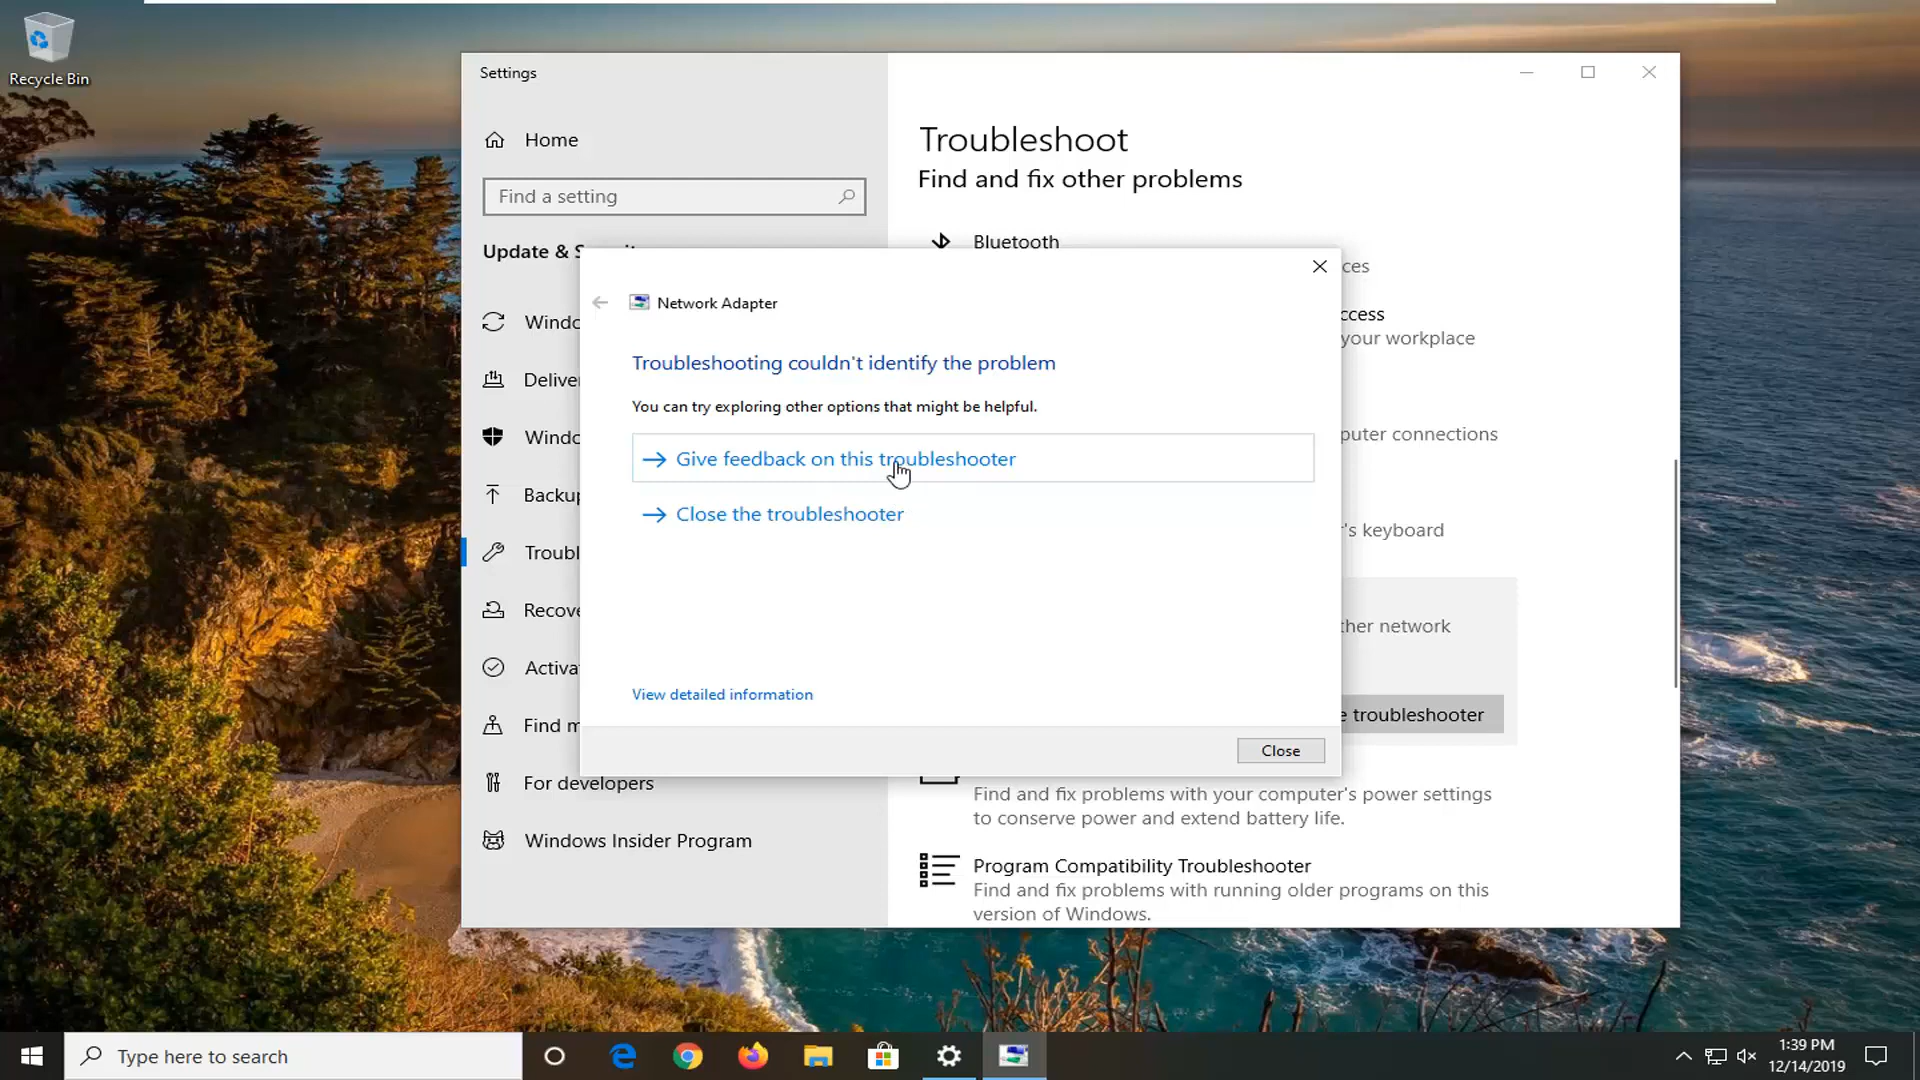 Recycle Bin
Settings
Home
Find a setting
Update & Securit
Windo
Deliver
Windo
Backup
Troubl
Recove
Activa
Find m
For developers
Windows Insider Program
Troubleshoot
Find and fix other problems
Bluetooth
ces
ccess
your workplace
puter connections
's keyboard
ther network
e troubleshooter
Find and fix problems with your computer's power settings
to conserve power and extend battery life.
Program Compatibility Troubleshooter
Find and fix problems with running older programs on this
version of Windows.
Network Adapter
Troubleshooting couldn't identify the problem
You can try exploring other options that might be helpful.
Give feedback on this troubleshooter
Close the troubleshooter
View detailed information
Close
Type here to search
1:39 PM
12/14/2019